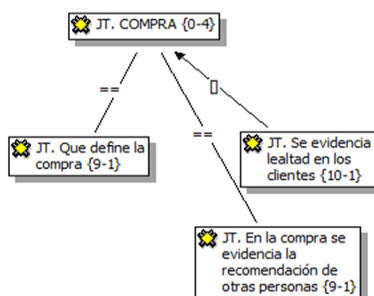 JT. COMPRA {0-4}
==
[]
==
JT. Que define la
compra {9-1}
JT. Se evidencia
lealtad en los
clientes {10-1}
JT. En la compra se
evidencia la
recomendación de
otras personas {9-1}